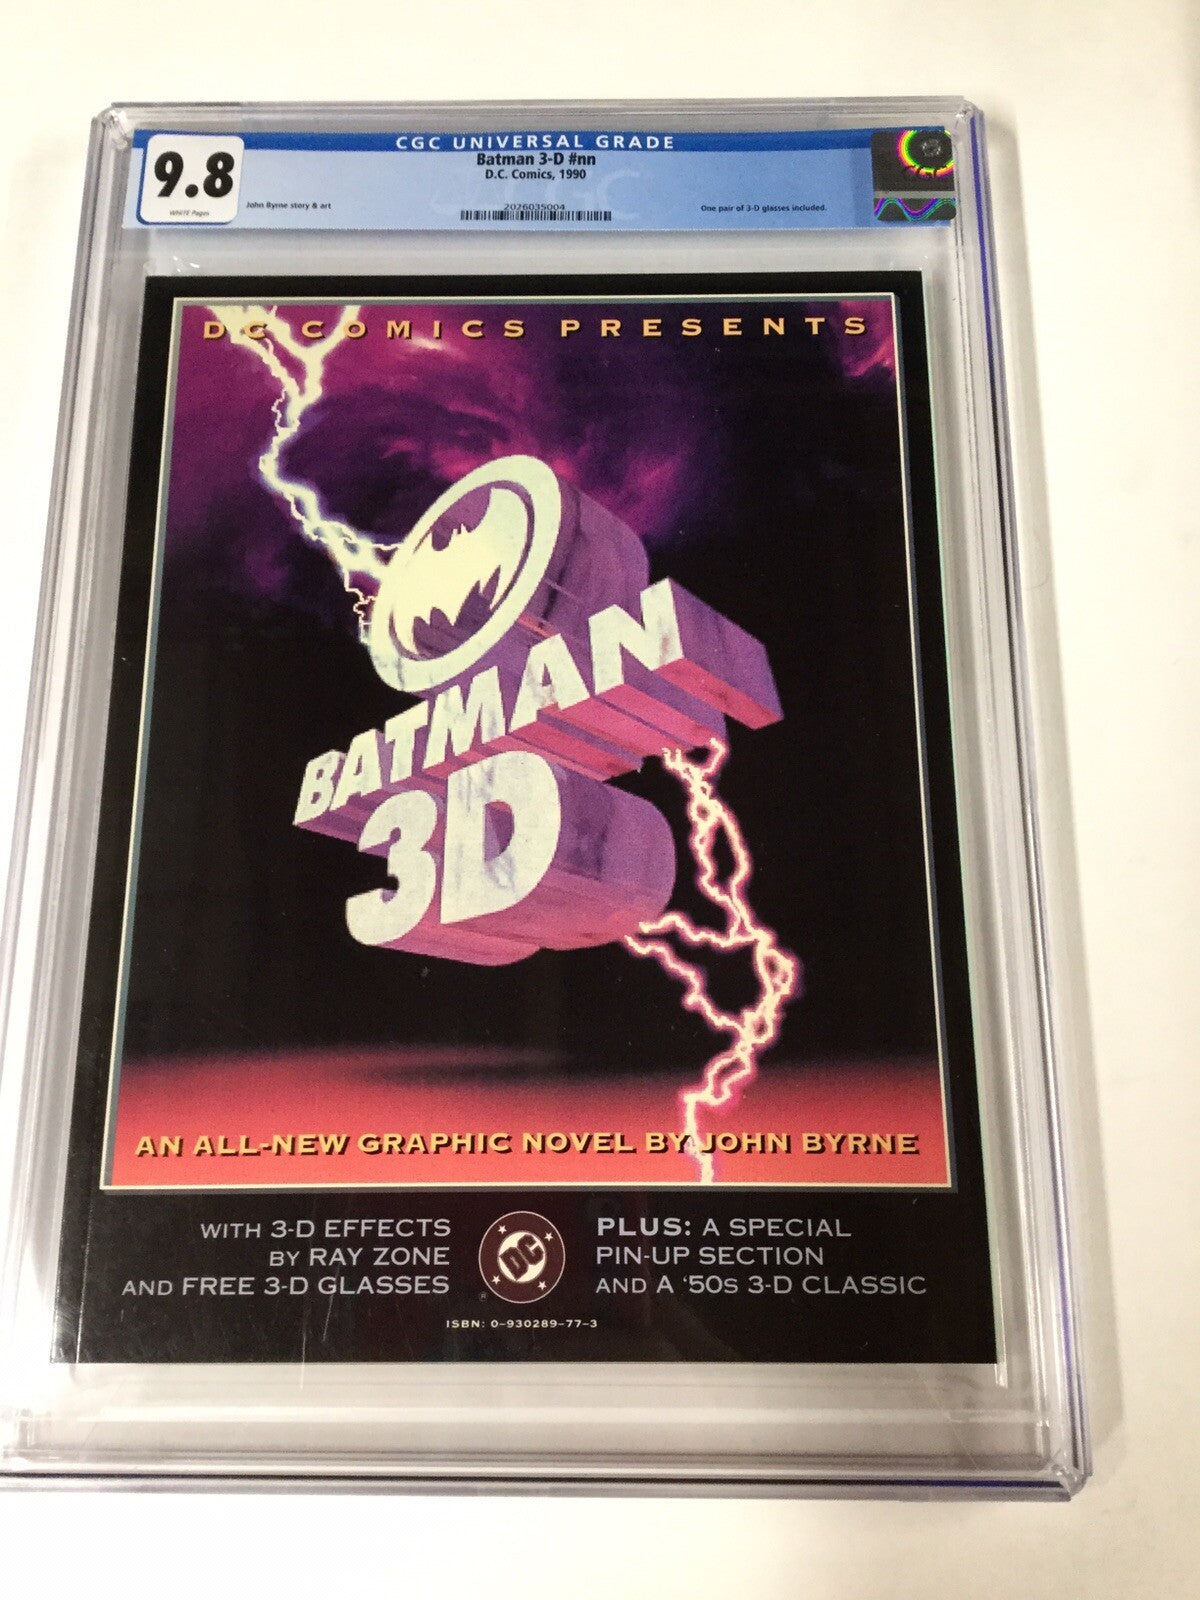 CGC UNIVERSAL GRADE
9.8
WHITE Pages
Batman 3-D #nn
D.C. Comics, 1990
John Byrne story & art
2026035004
One pair of 3-D glasses included.
CGC
DC COMICS PRESENTS
BATMAN
3D
AN ALL-NEW GRAPHIC NOVEL BY JOHN BYRNE
WITH 3-D EFFECTS
BY RAY ZONE
AND FREE 3-D GLASSES
DC
®
PLUS: A SPECIAL
PIN-UP SECTION
AND A '50s 3-D CLASSIC
ISBN: 0-930289-77-3